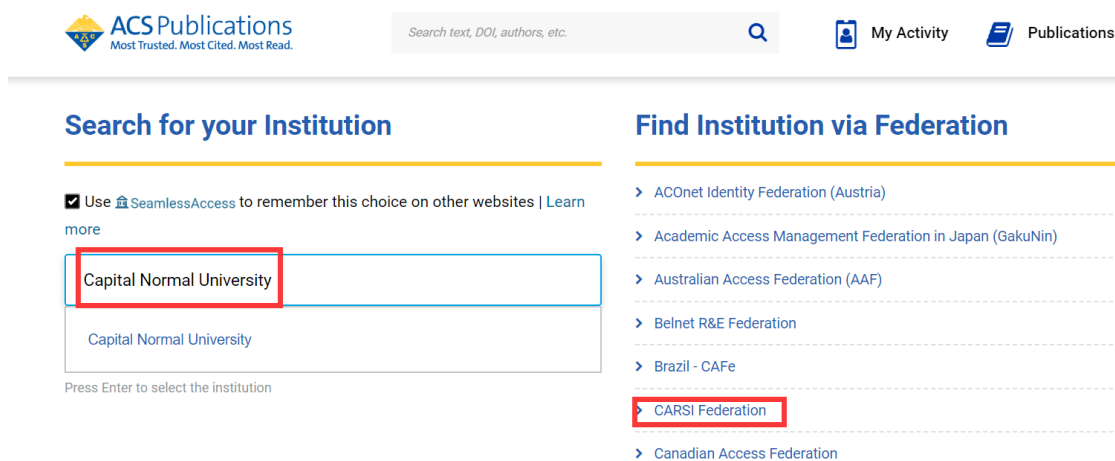 ACS Publications
Most Trusted. Most Cited. Most Read.
Search text, DOI, authors, etc.
My Activity
Publications
Search for your Institution
Use SeamlessAccess to remember this choice on other websites | Learn
more
Capital Normal University
Capital Normal University
Press Enter to select the institution
Find Institution via Federation
ACOnet Identity Federation (Austria)
Academic Access Management Federation in Japan (GakuNin)
Australian Access Federation (AAF)
Belnet R&E Federation
Brazil - CAFe
CARSI Federation
Canadian Access Federation